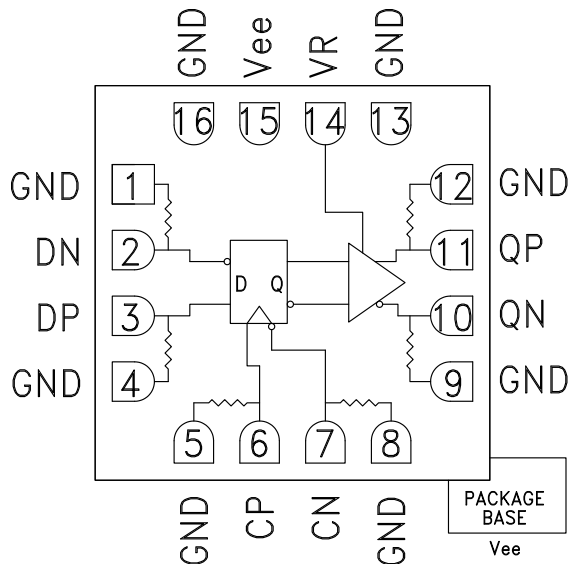 GND
Vee
VR
GND
16
15
14
13
GND 1
12 GND
DN 2
11 QP
D Q
DP 3
10 QN
GND 4
9 GND
5
6
7
8
GND
CP
CN
GND
PACKAGE
BASE
Vee